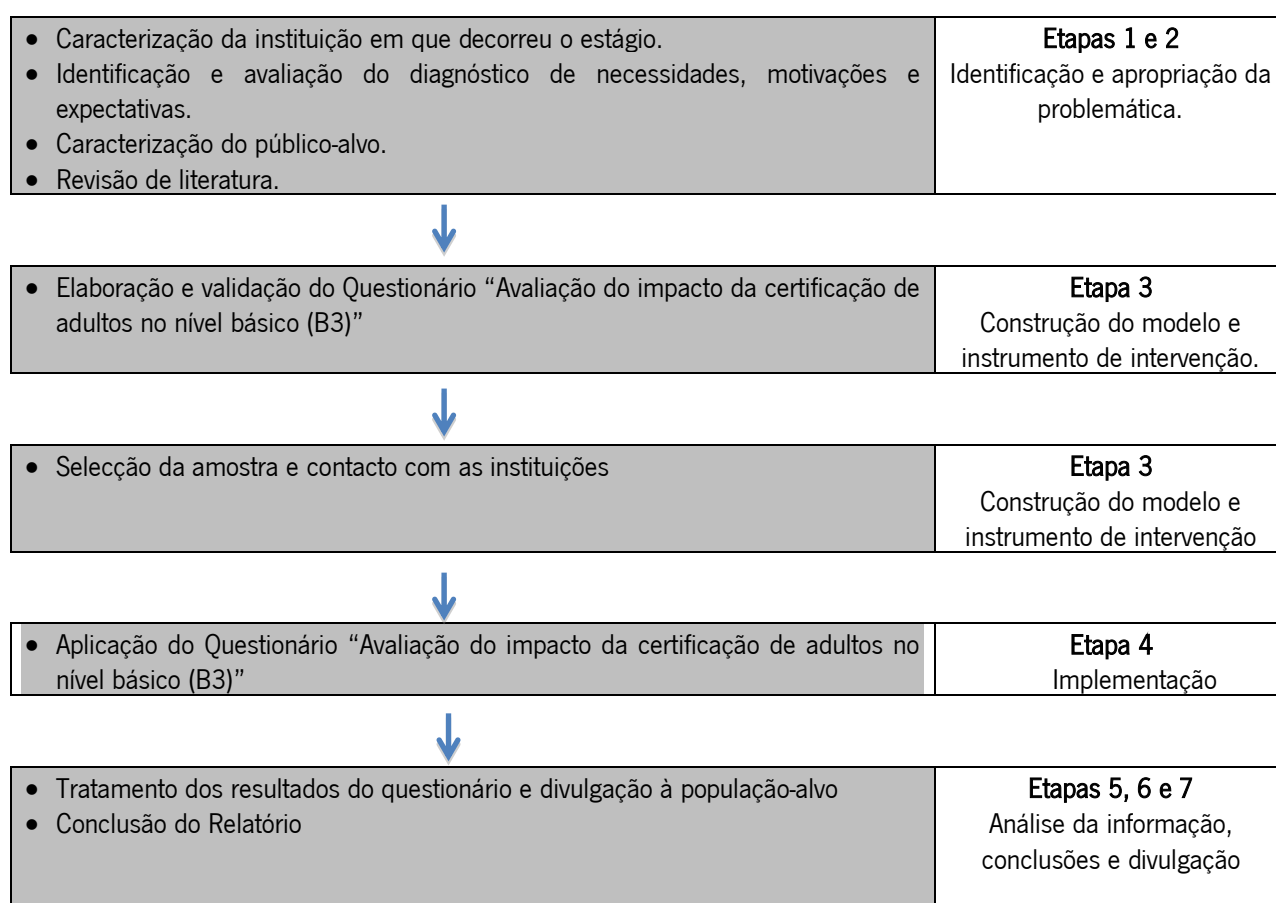 • Caracterização da instituição em que decorreu o estágio.
• Identificação e avaliação do diagnóstico de necessidades, motivações e
expectativas.
• Caracterização do público-alvo.
• Revisão de literatura.
Etapas 1 e 2
Identificação e apropriação da
problemática.
• Elaboração e validação do Questionário “Avaliação do impacto da certificação de
adultos no nível básico (B3)”
Etapa 3
Construção do modelo e
instrumento de intervenção.
• Selecção da amostra e contacto com as instituições
Etapa 3
Construção do modelo e
instrumento de intervenção
• Aplicação do Questionário “Avaliação do impacto da certificação de adultos no
nível básico (B3)”
Etapa 4
Implementação
• Tratamento dos resultados do questionário e divulgação à população-alvo
• Conclusão do Relatório
Etapas 5, 6 e 7
Análise da informação,
conclusões e divulgação